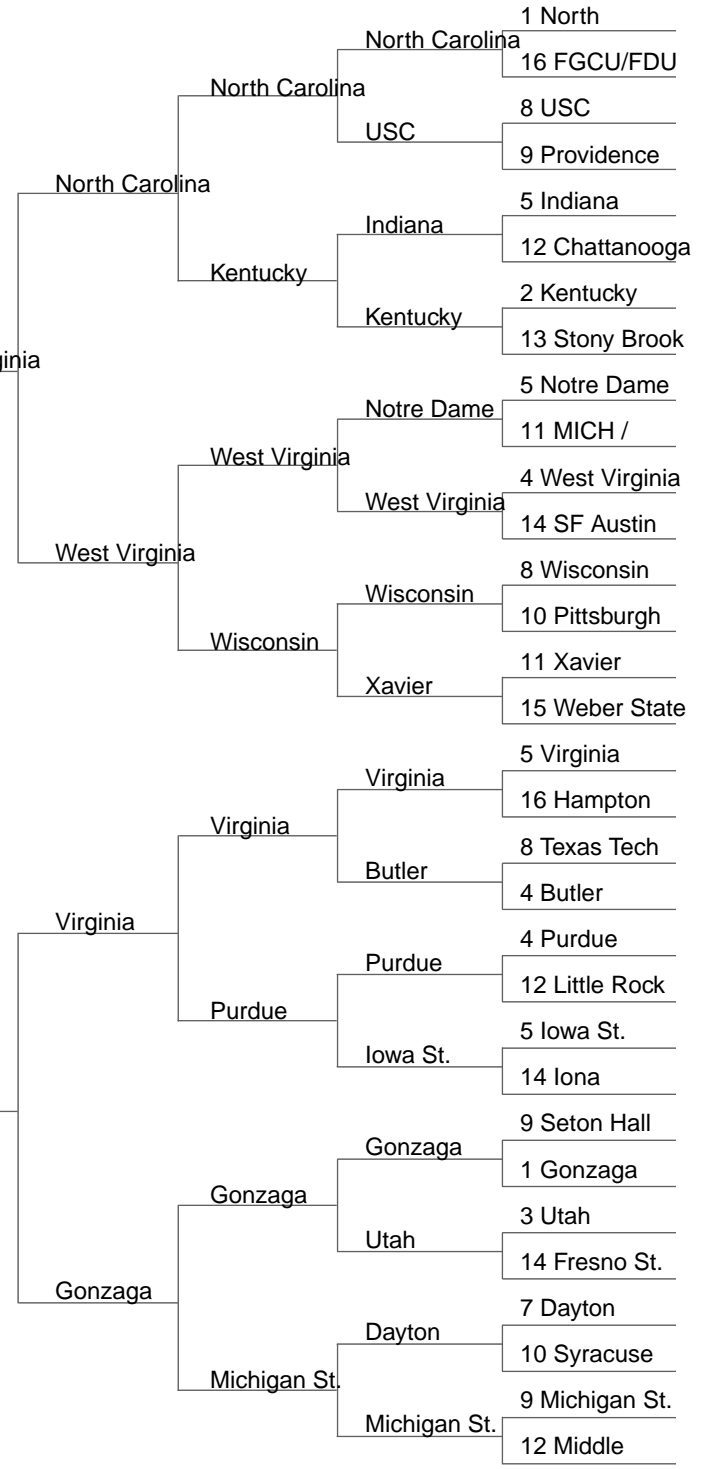 1 North
North Carolina
16 FGCU/FDU
North Carolina
8 USC
USC
9 Providence
North Carolina
5 Indiana
Indiana
12 Chattanooga
Kentucky
2 Kentucky
Kentucky
13 Stony Brook
ginia
5 Notre Dame
Notre Dame
11 MICH /
West Virginia
4 West Virginia
West Virginia
14 SF Austin
West Virginia
8 Wisconsin
Wisconsin
10 Pittsburgh
Wisconsin
11 Xavier
Xavier
15 Weber State
5 Virginia
Virginia
16 Hampton
Virginia
8 Texas Tech
Butler
4 Butler
Virginia
4 Purdue
Purdue
12 Little Rock
Purdue
5 Iowa St.
Iowa St.
14 Iona
9 Seton Hall
Gonzaga
1 Gonzaga
Gonzaga
3 Utah
Utah
14 Fresno St.
Gonzaga
7 Dayton
Dayton
10 Syracuse
Michigan St.
9 Michigan St.
Michigan St.
12 Middle